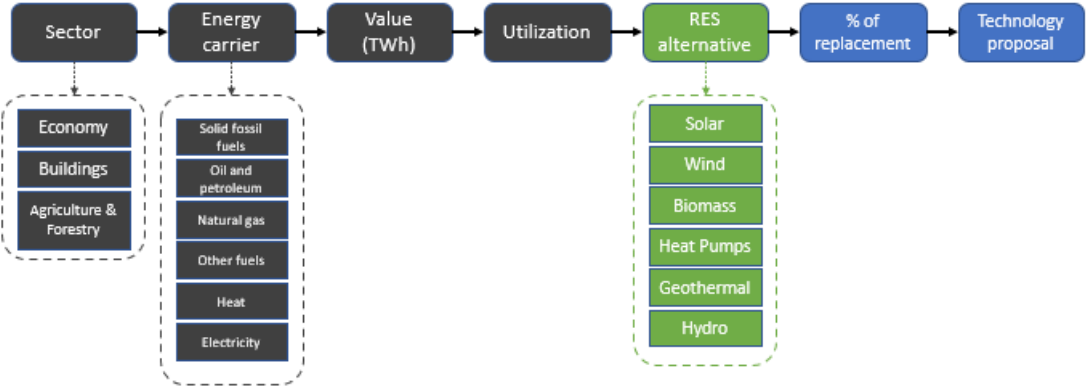 Sector
Energy
carrier
Value
(TWh)
Utilization
RES
alternative
% of
replacement
Technology
proposal
Economy
Buildings
Agriculture &
Forestry
Solid fossil
fuels
Oil and
petroleum
Natural gas
Other fuels
Heat
Electricity
Solar
Wind
Biomass
Heat Pumps
Geothermal
Hydro